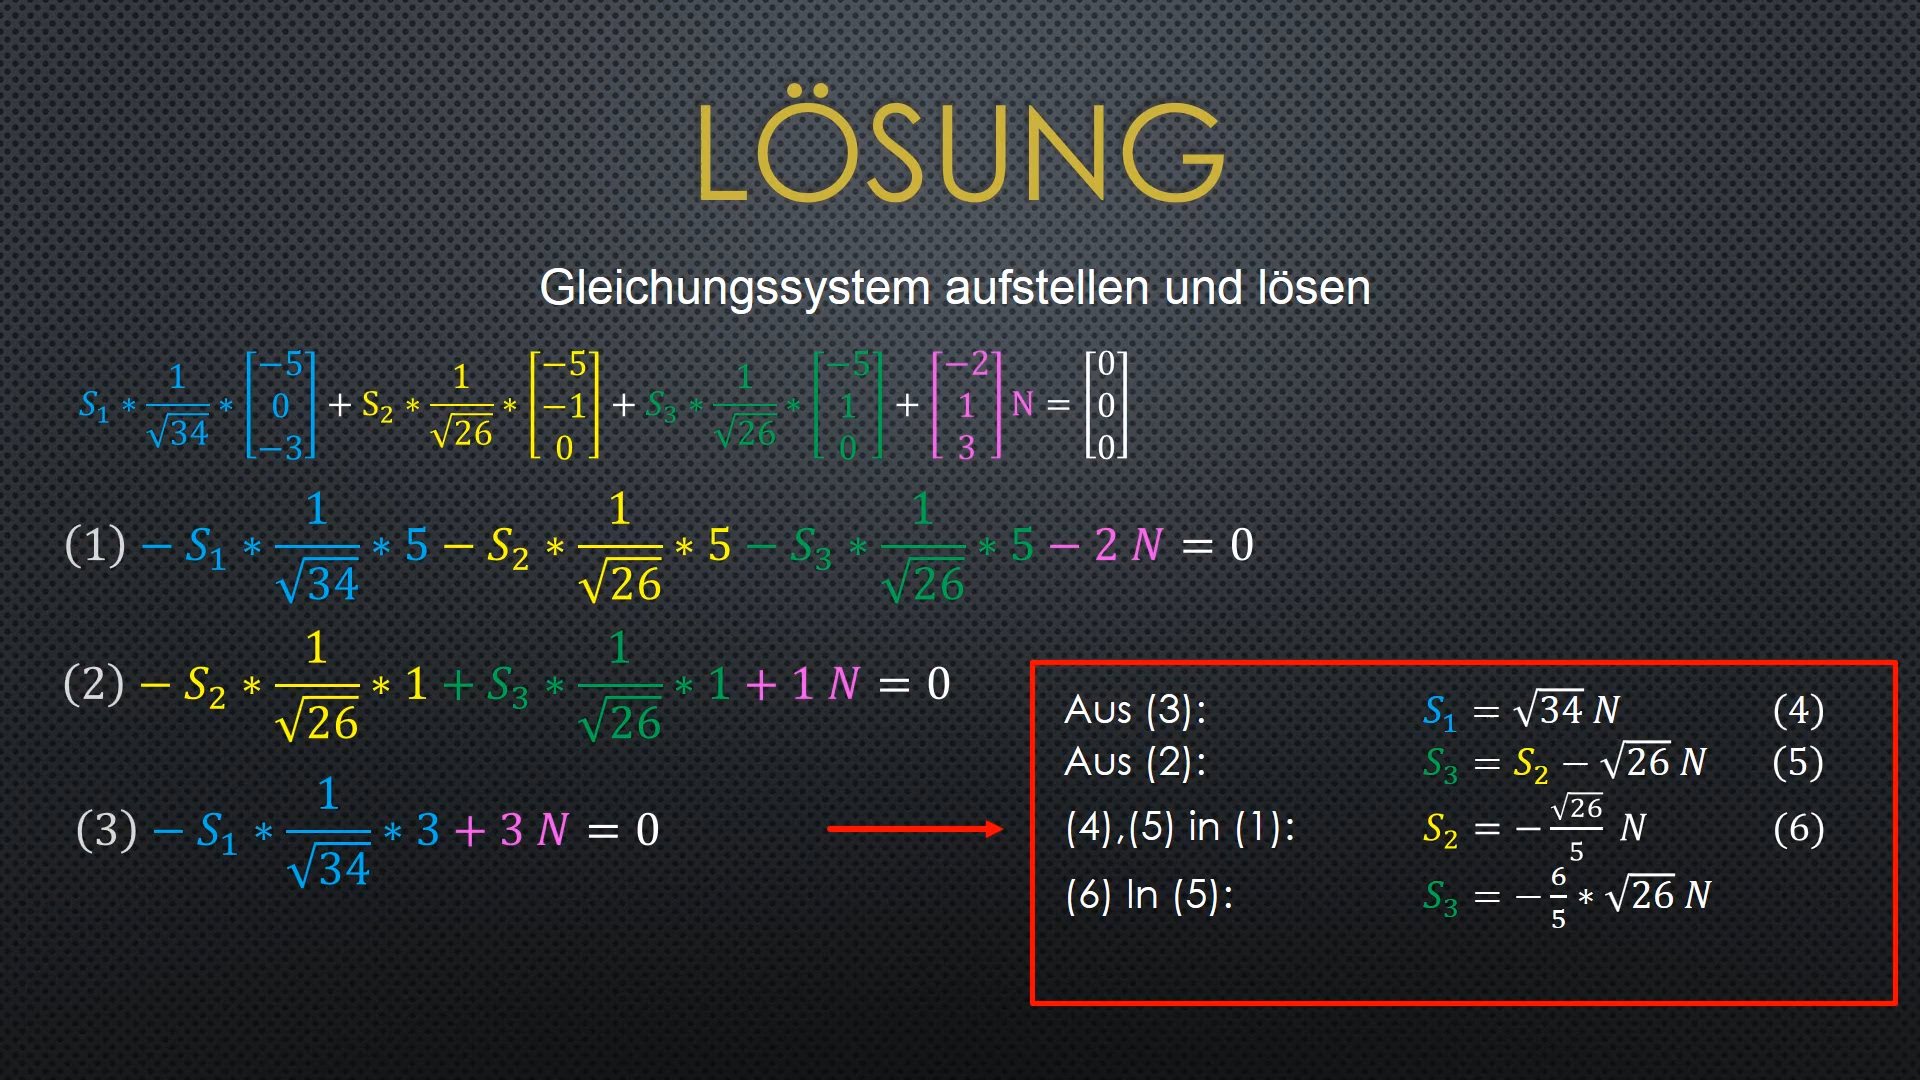 LÖSUNG
Gleichungssystem aufstellen und lösen
S₁ * 1/√34 * [−5 0 −3] + S₂ * 1/√26 * [−5 −1 0] + S₃ * 1/√26 * [−5 1 0] + [−2 1 3] N = [0 0 0]
(1) − S₁ * 1/√34 * 5 − S₂ * 1/√26 * 5 − S₃ * 1/√26 * 5 − 2 N = 0
(2) − S₂ * 1/√26 * 1 + S₃ * 1/√26 * 1 + 1 N = 0
(3) − S₁ * 1/√34 * 3 + 3 N = 0
Aus (3): S₁ = √34 N (4)
Aus (2): S₃ = S₂ − √26 N (5)
(4),(5) in (1): S₂ = − √26/5 N (6)
(6) In (5): S₃ = − 6/5 * √26 N